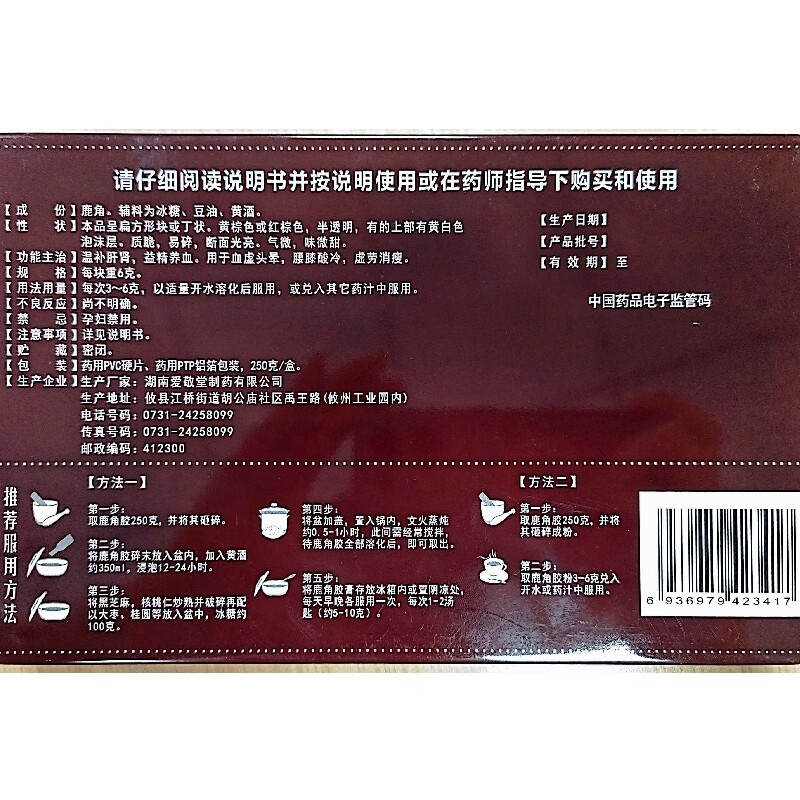 请仔细阅读说明书并按说明使用或在药师指导下购买和使用
【成　份】鹿角。辅料为冰糖、豆油、黄酒。
【性　状】本品呈扁方形块或丁状。黄棕色或红棕色，半透明，有的上部有黄白色
泡沫层。质脆，易碎，断面光亮。气微，味微甜。
【功能主治】温补肝肾，益精养血。用于血虚头晕，腰膝酸冷，虚劳消瘦。
【规　格】每块重6克。
【用法用量】每次3~6克，以适量开水溶化后服用，或兑入其它药汁中服用。
【不良反应】尚不明确。
【禁　忌】孕妇禁用。
【注意事项】详见说明书。
【贮　藏】密闭。
【包　装】药用PVC硬片、药用PTP铝箔包装，250克/盒。
【生产企业】生产厂家：湖南爱敬堂制药有限公司
生产地址：攸县江桥街道胡公庙社区禹王路(攸州工业园内)
电话号码：0731-24258099
传真号码：0731-24258099
邮政编码：412300
【生产日期】
【产品批号】
【有效期】至
中国药品电子监管码
推荐服用方法
【方法一】
第一步：
取鹿角胶250克，并将其砸碎。
第二步：
将鹿角胶碎末放入盆内，加入黄酒
约350ml，浸泡12-24小时。
第三步：
将黑芝麻，核桃仁炒熟并破碎再配
以大枣、桂圆等放入盆中，冰糖约
100克。
第四步：
将盆加盖，置入锅内，文火蒸炖
约0.5-1小时，此间需经常搅拌，
待鹿角胶全部溶化后，即可取出。
第五步：
将鹿角胶膏存放冰箱内或置阴凉处，
每天早晚各服用一次，每次1-2汤
匙（约5-10克）。
【方法二】
第一步：
取鹿角胶250克，并将
其砸碎成粉。
第二步：
取鹿角胶粉3-6克兑入
开水或药汁中服用。
6 936979 423417